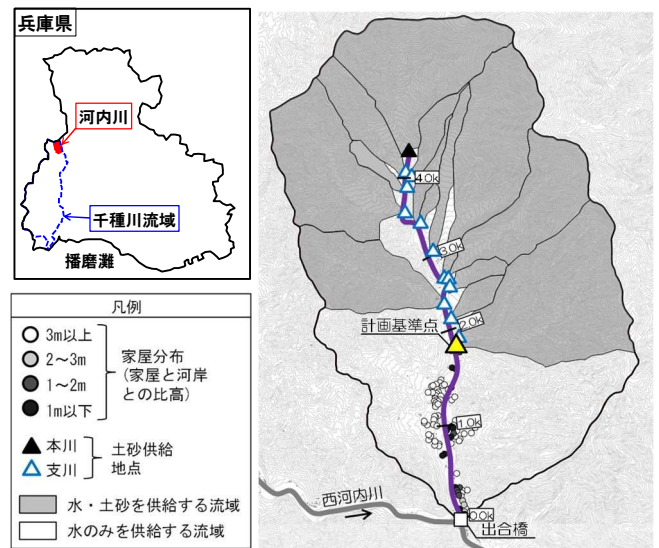 兵庫県
河内川
千種川流域
播磨灘
凡例
3m以上
2～3m
1～2m
1m以下
家屋分布
(家屋と河岸
との比高)
本川
支川
土砂供給
地点
水・土砂を供給する流域
水のみを供給する流域
4.0k
3.0k
2.0k
計画基準点
1.0k
西河内川
0.0k
出合橋